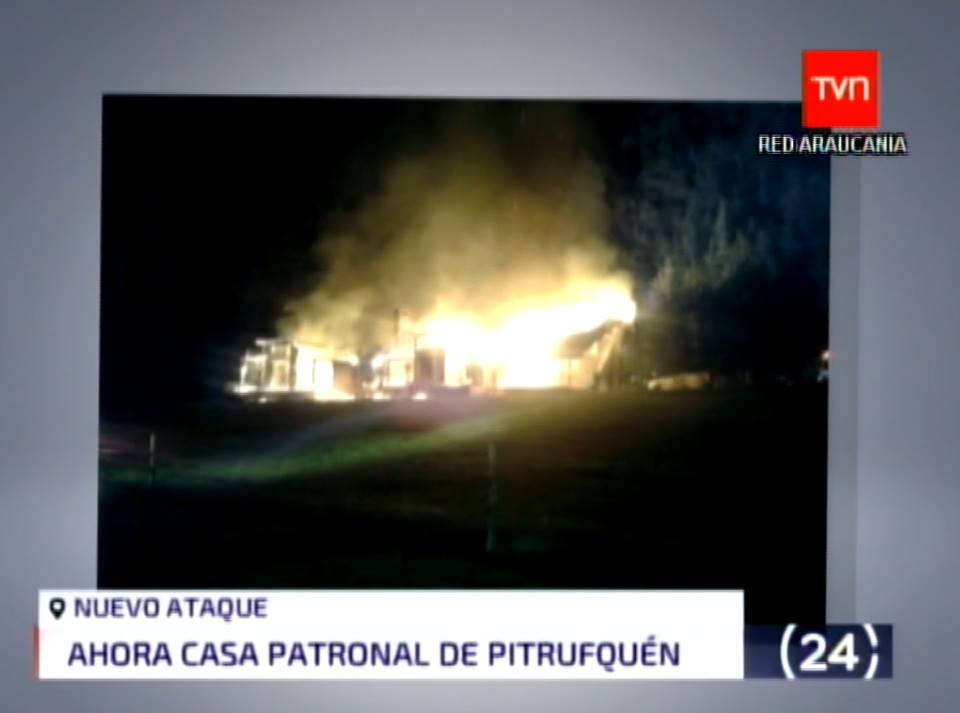 TVN
RED ARAUCANIA
NUEVO ATAQUE
AHORA CASA PATRONAL DE PITRUFQUÉN
(24)